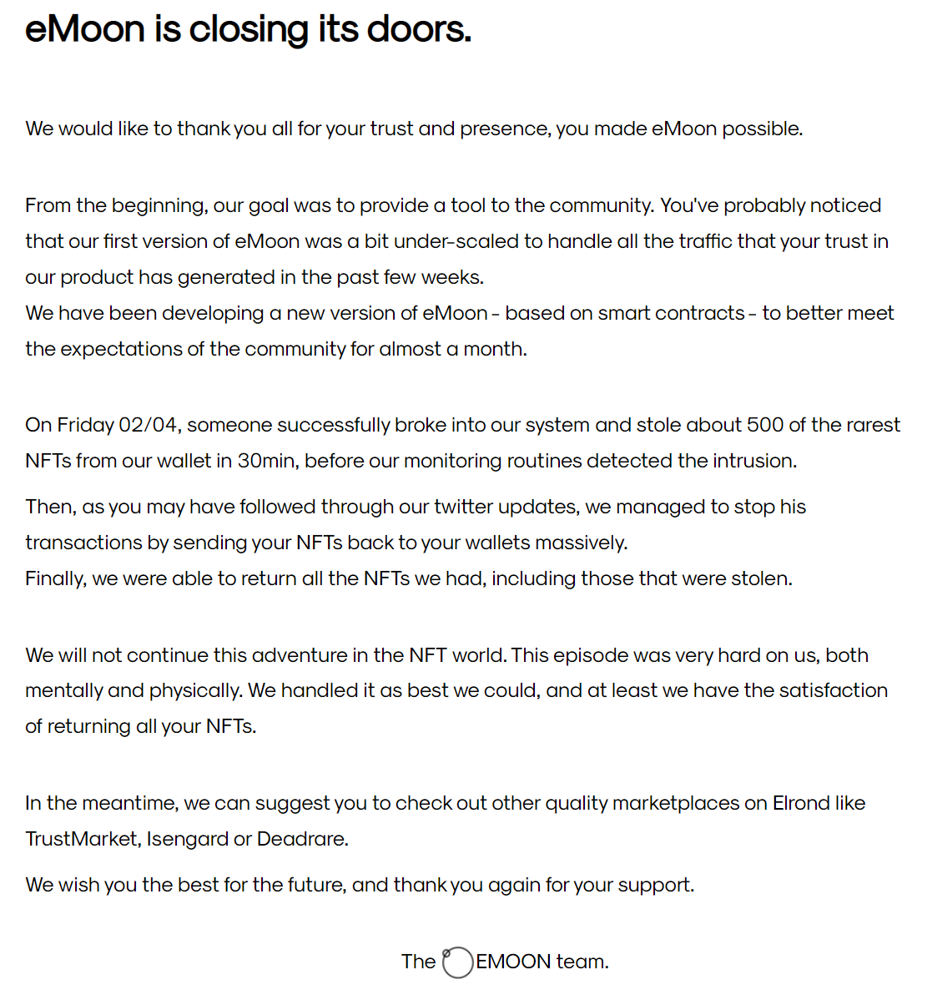 eMoon is closing its doors.
We would like to thank you all for your trust and presence, you made eMoon possible.
From the beginning, our goal was to provide a tool to the community. You've probably noticed
that our first version of eMoon was a bit under-scaled to handle all the traffic that your trust in
our product has generated in the past few weeks.
We have been developing a new version of eMoon - based on smart contracts - to better meet
the expectations of the community for almost a month.
On Friday 02/04, someone successfully broke into our system and stole about 500 of the rarest
NFTs from our wallet in 30min, before our monitoring routines detected the intrusion.
Then, as you may have followed through our twitter updates, we managed to stop his
transactions by sending your NFTs back to your wallets massively.
Finally, we were able to return all the NFTs we had, including those that were stolen.
We will not continue this adventure in the NFT world. This episode was very hard on us, both
mentally and physically. We handled it as best we could, and at least we have the satisfaction
of returning all your NFTs.
In the meantime, we can suggest you to check out other quality marketplaces on Elrond like
TrustMarket, Isengard or Deadrare.
We wish you the best for the future, and thank you again for your support.
The EMOON team.